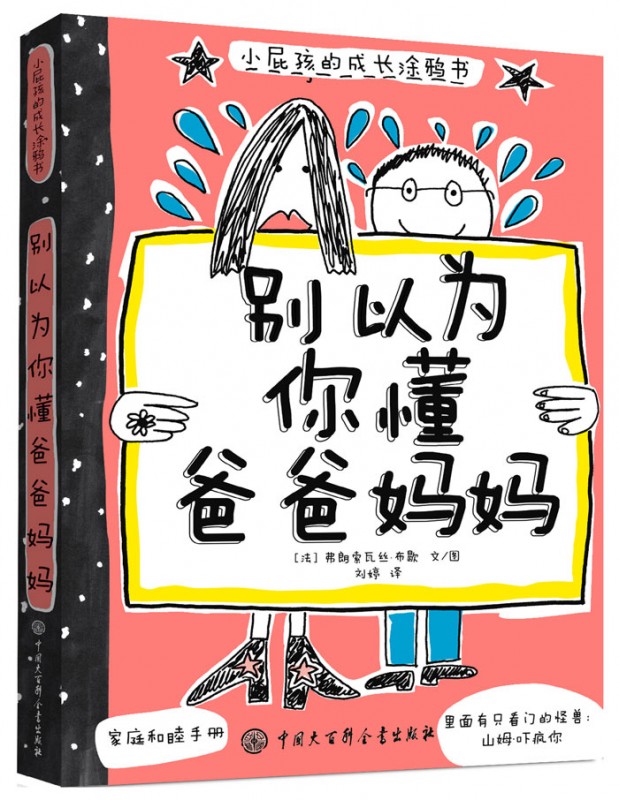 小屁孩的成长涂鸦书
别以为
你懂
爸爸妈妈
[法] 弗朗索瓦丝·布歇 文/图
刘婷 译
家庭和睦手册
中国大百科全书出版社
里面有只看门的怪兽：
山姆·吓疯你
小屁孩的成长涂鸦书
别以为你懂爸爸妈妈
中国大百科全书出版社